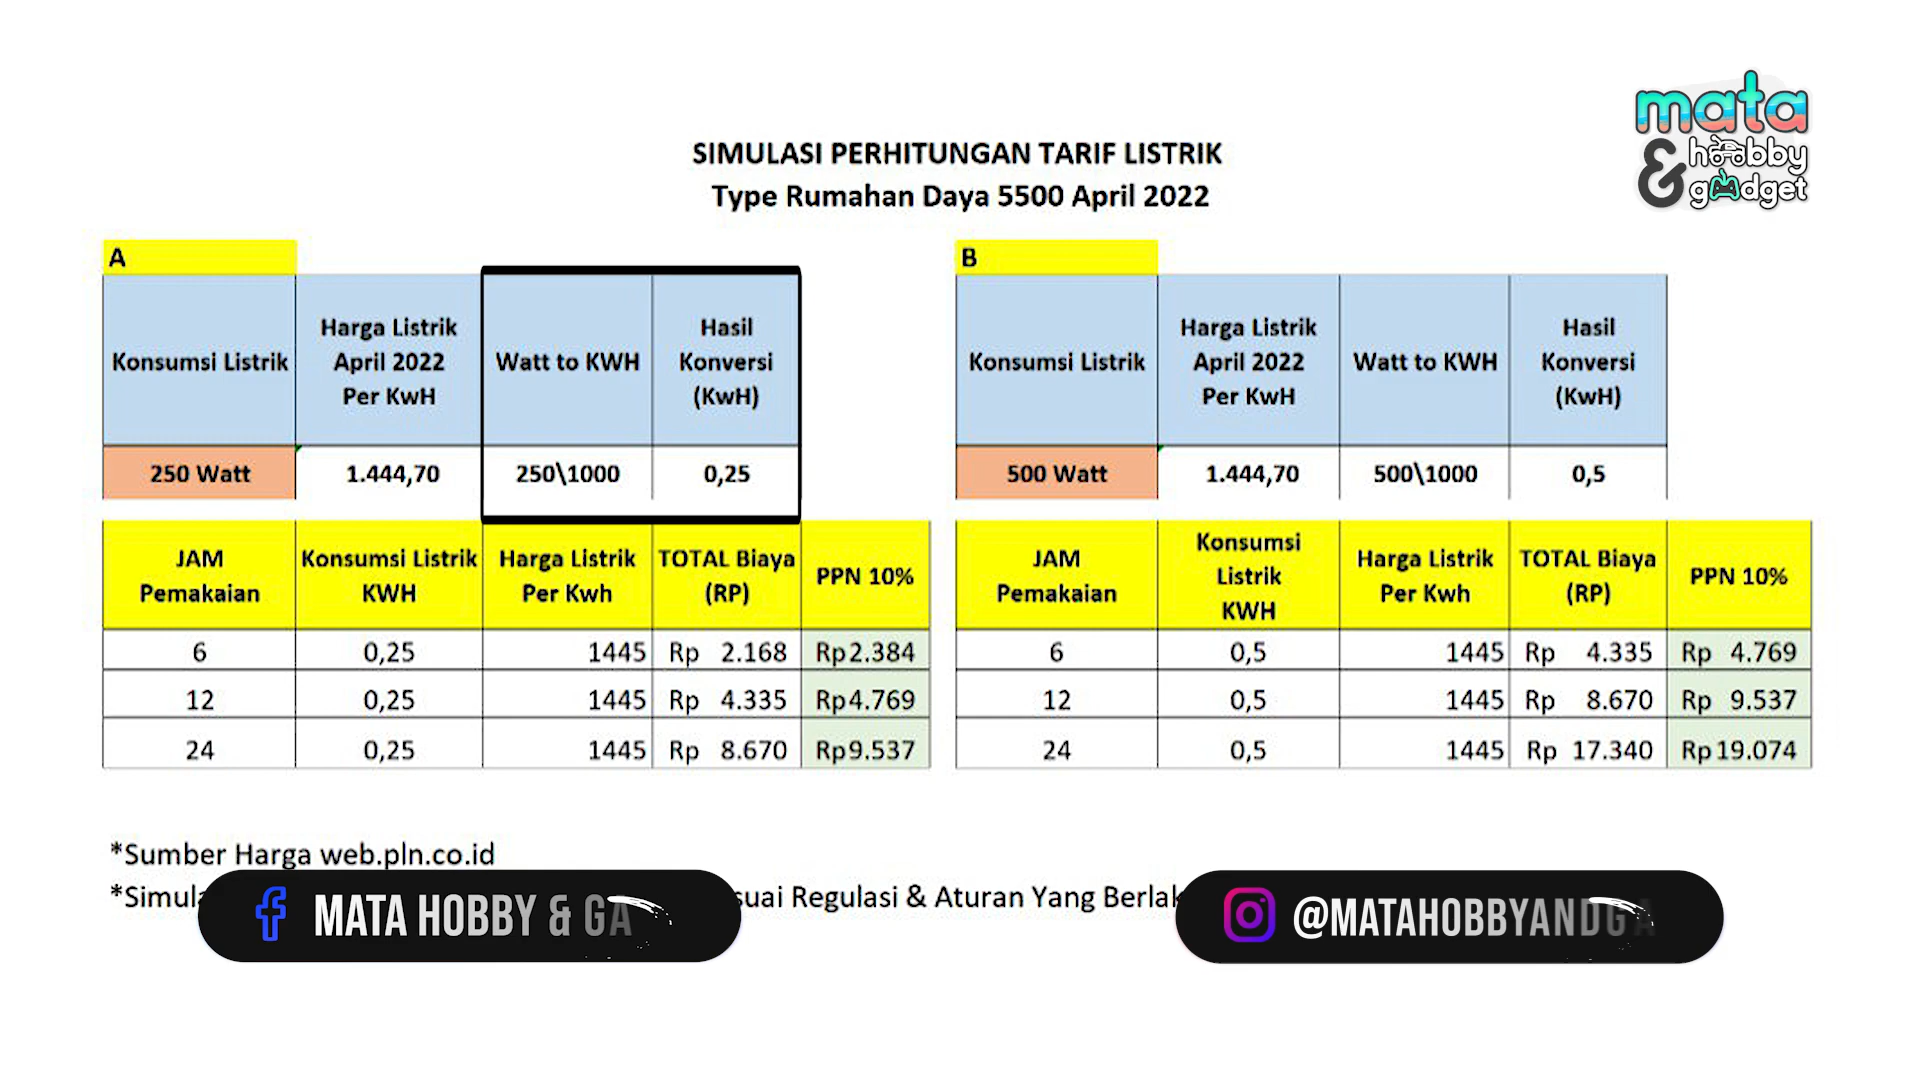 mata
& hobby
gadget
SIMULASI PERHITUNGAN TARIF LISTRIK
Type Rumahan Daya 5500 April 2022
A
Konsumsi Listrik
Harga Listrik
April 2022
Per KwH
Watt to KWH
Hasil
Konversi
(KwH)
250 Watt 1.444,70 250\1000 0,25
JAM
Pemakaian
Konsumsi Listrik
KWH
Harga Listrik
Per Kwh
TOTAL Biaya
(RP)
PPN 10%
6 0,25 1445 Rp 2.168 Rp2.384
12 0,25 1445 Rp 4.335 Rp4.769
24 0,25 1445 Rp 8.670 Rp9.537
B
Konsumsi Listrik
Harga Listrik
April 2022
Per KwH
Watt to KWH
Hasil
Konversi
(KwH)
500 Watt 1.444,70 500\1000 0,5
JAM
Pemakaian
Konsumsi
Listrik
KWH
Harga Listrik
Per Kwh
TOTAL Biaya
(RP)
PPN 10%
6 0,5 1445 Rp 4.335 Rp 4.769
12 0,5 1445 Rp 8.670 Rp 9.537
24 0,5 1445 Rp 17.340 Rp 19.074
*Sumber Harga web.pln.co.id
Regulasi & Aturan Yang
MATA HOBBY & GA
@MATAHOBBYANDGA